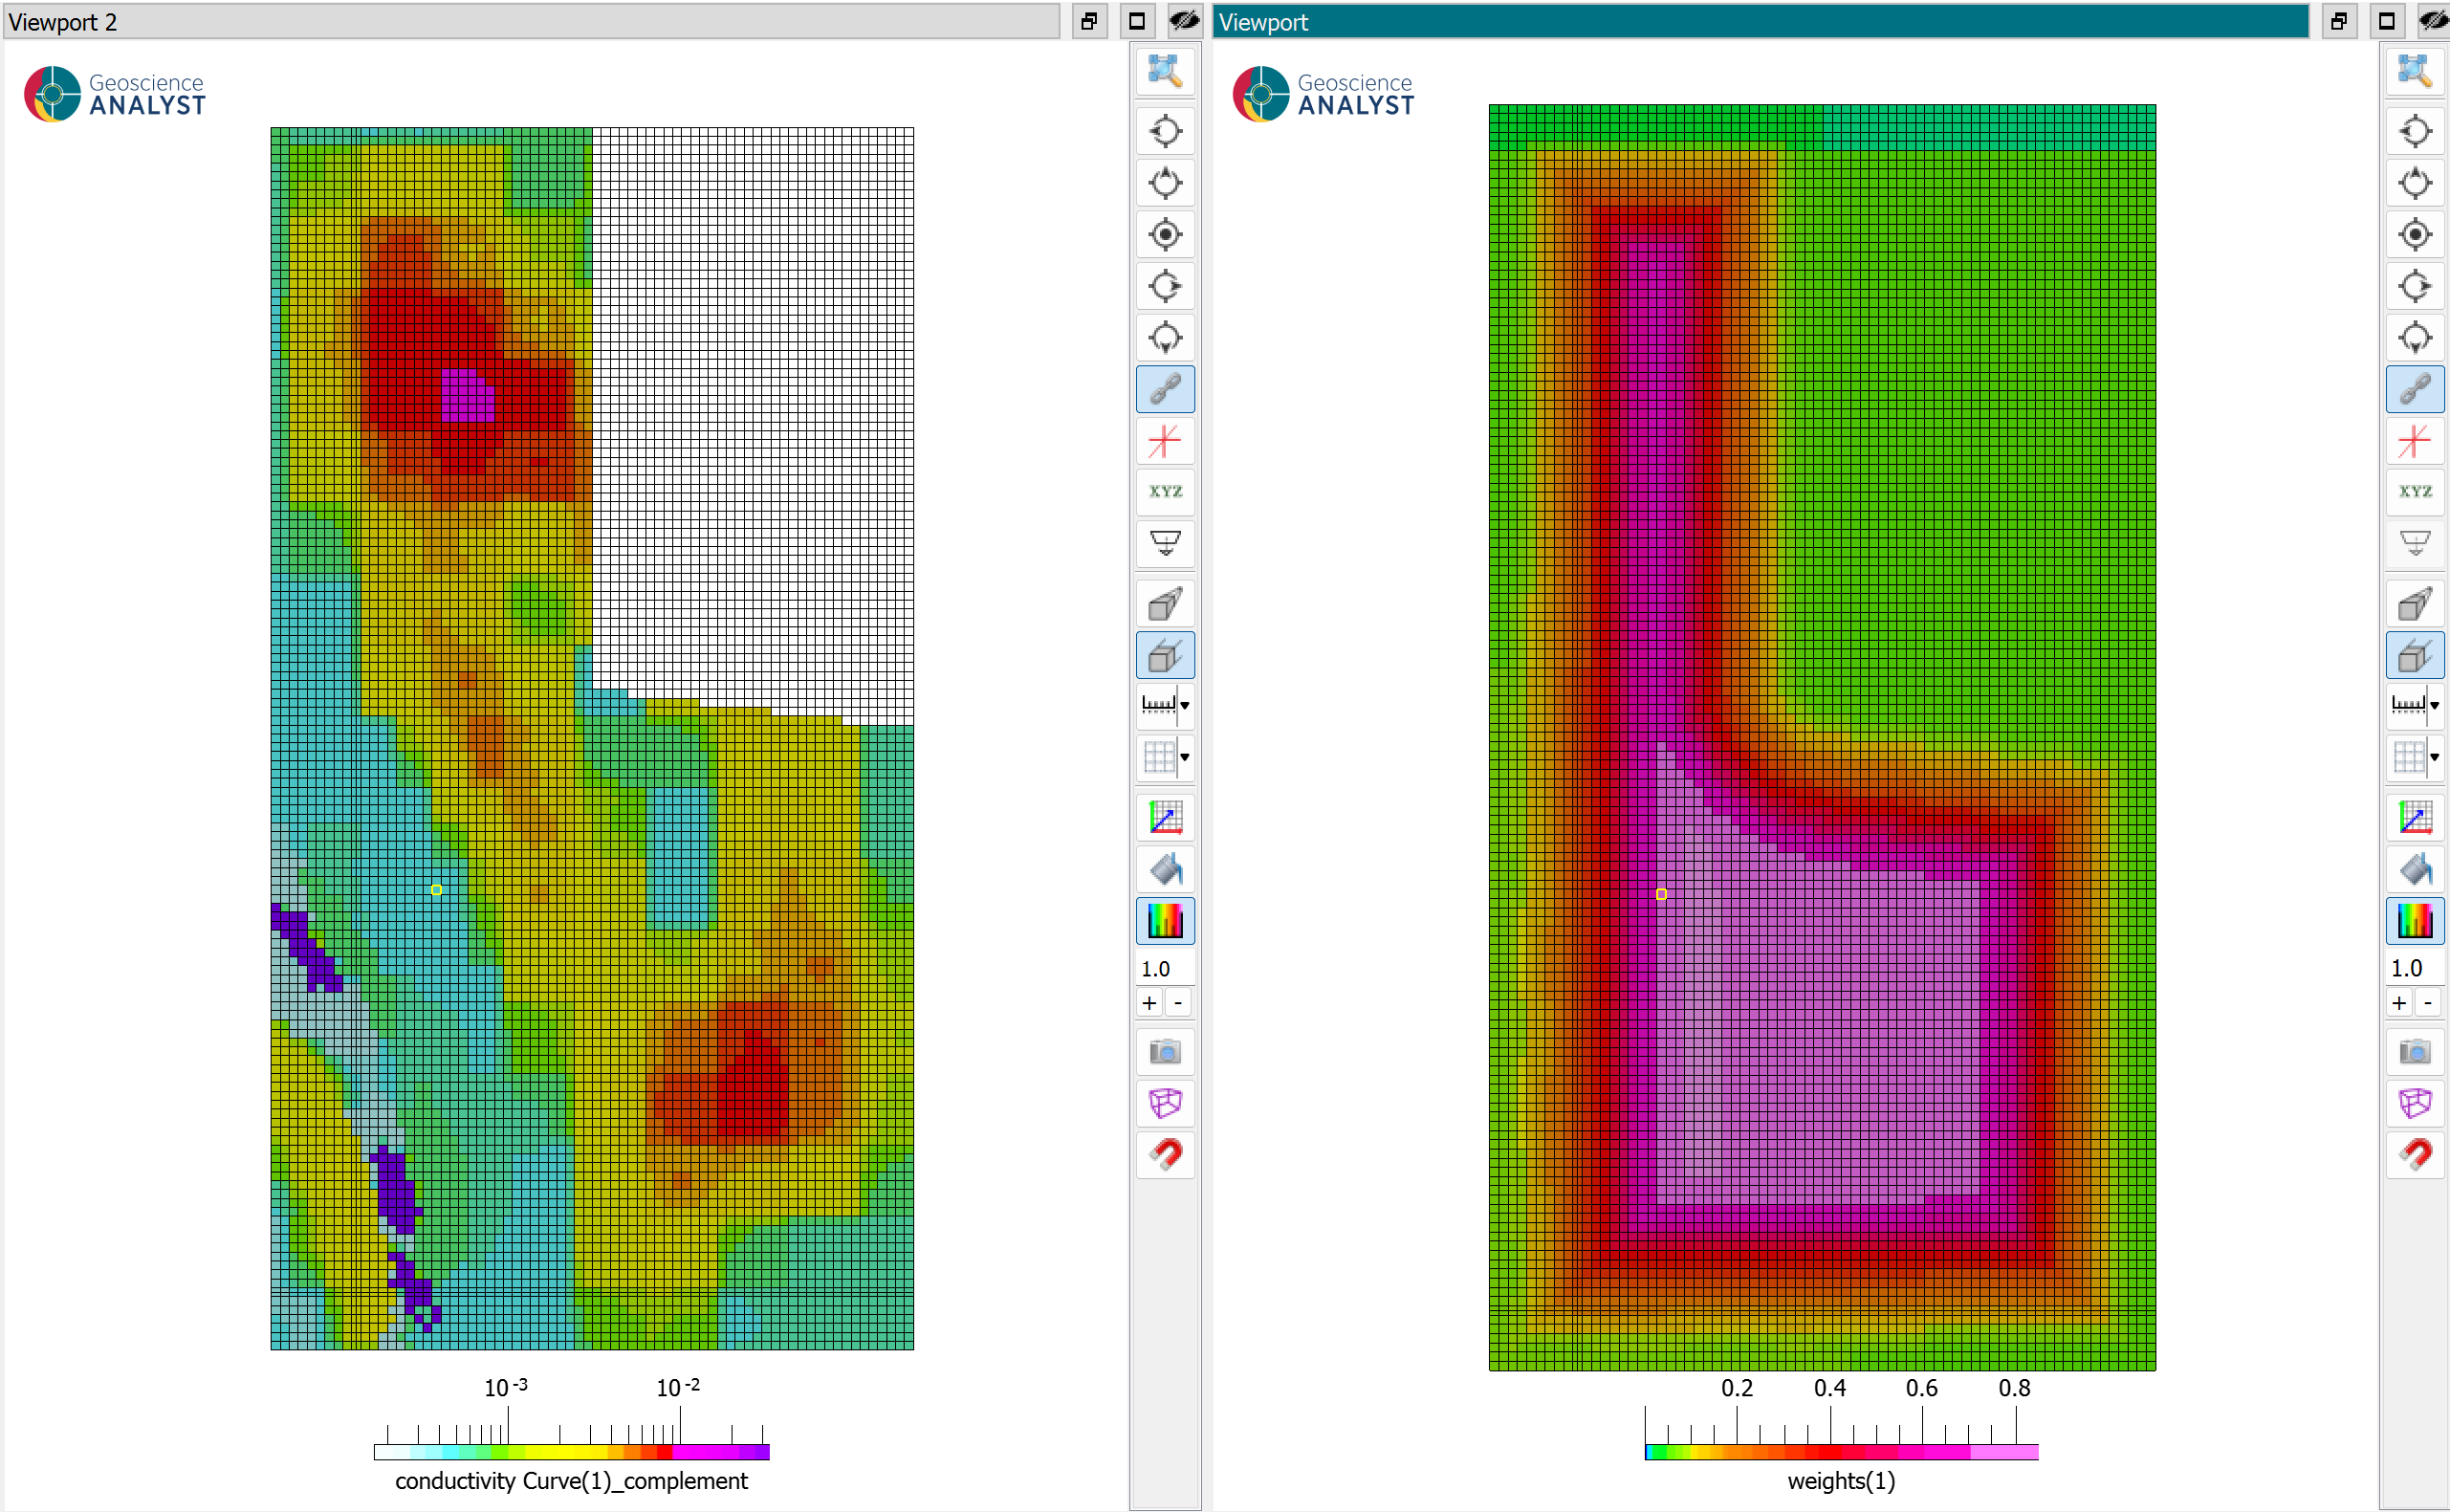 Viewport 2
Viewport
Geoscience
ANALYST
Geoscience
ANALYST
XYZ
XYZ
1.0
+ -
1.0
+ -
10-3 10-2
conductivity Curve(1)_complement
0.2 0.4 0.6 0.8
weights(1)